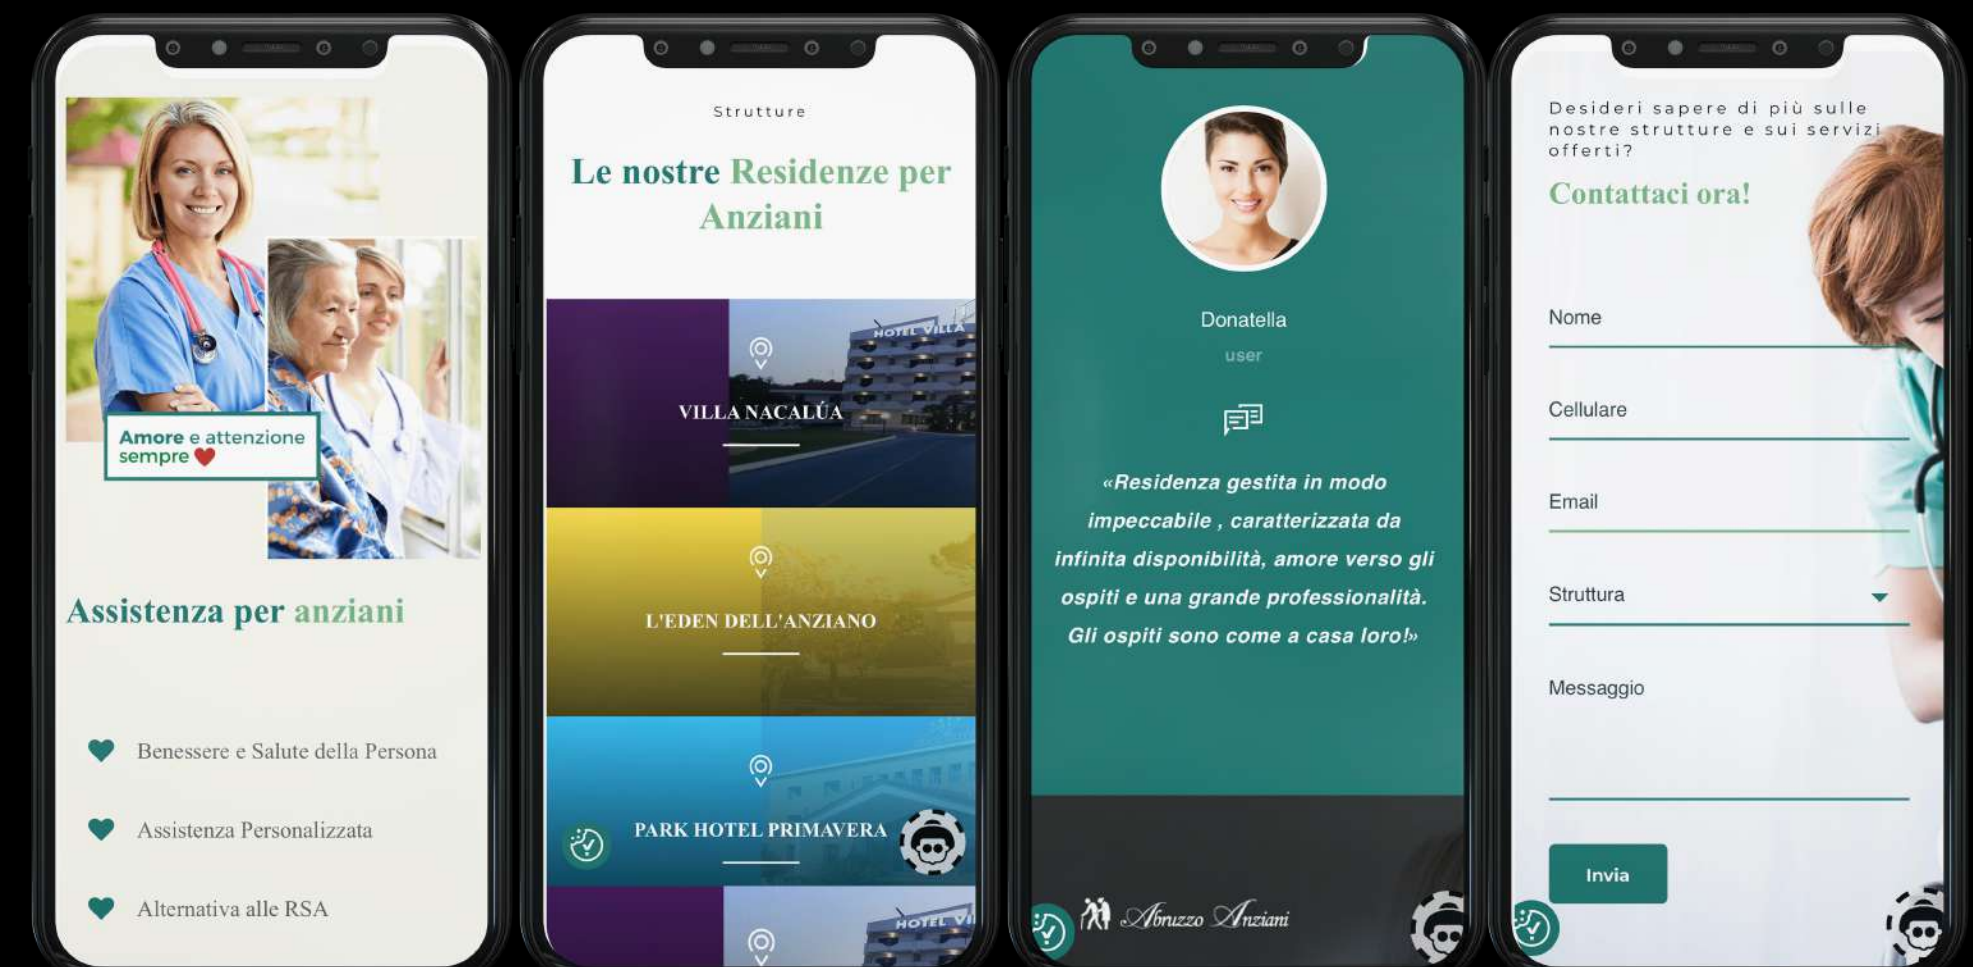 Amore e attenzione
sempre
Assistenza per anziani
Benessere e Salute della Persona
Assistenza Personalizzata
Alternativa alle RSA
Strutture
Le nostre Residenze per
Anziani
HOTEL VILLA
VILLA NACALÚA
L'EDEN DELL'ANZIANO
PARK HOTEL PRIMAVERA
HOTEL VI
Donatella
user
«Residenza gestita in modo
impeccabile , caratterizzata da
infinita disponibilità, amore verso gli
ospiti e una grande professionalità.
Gli ospiti sono come a casa loro!»
Abruzzo Anziani
Desideri sapere di più sulle
nostre strutture e sui servizi
offerti?
Contattaci ora!
Nome
Cellulare
Email
Struttura
Messaggio
Invia